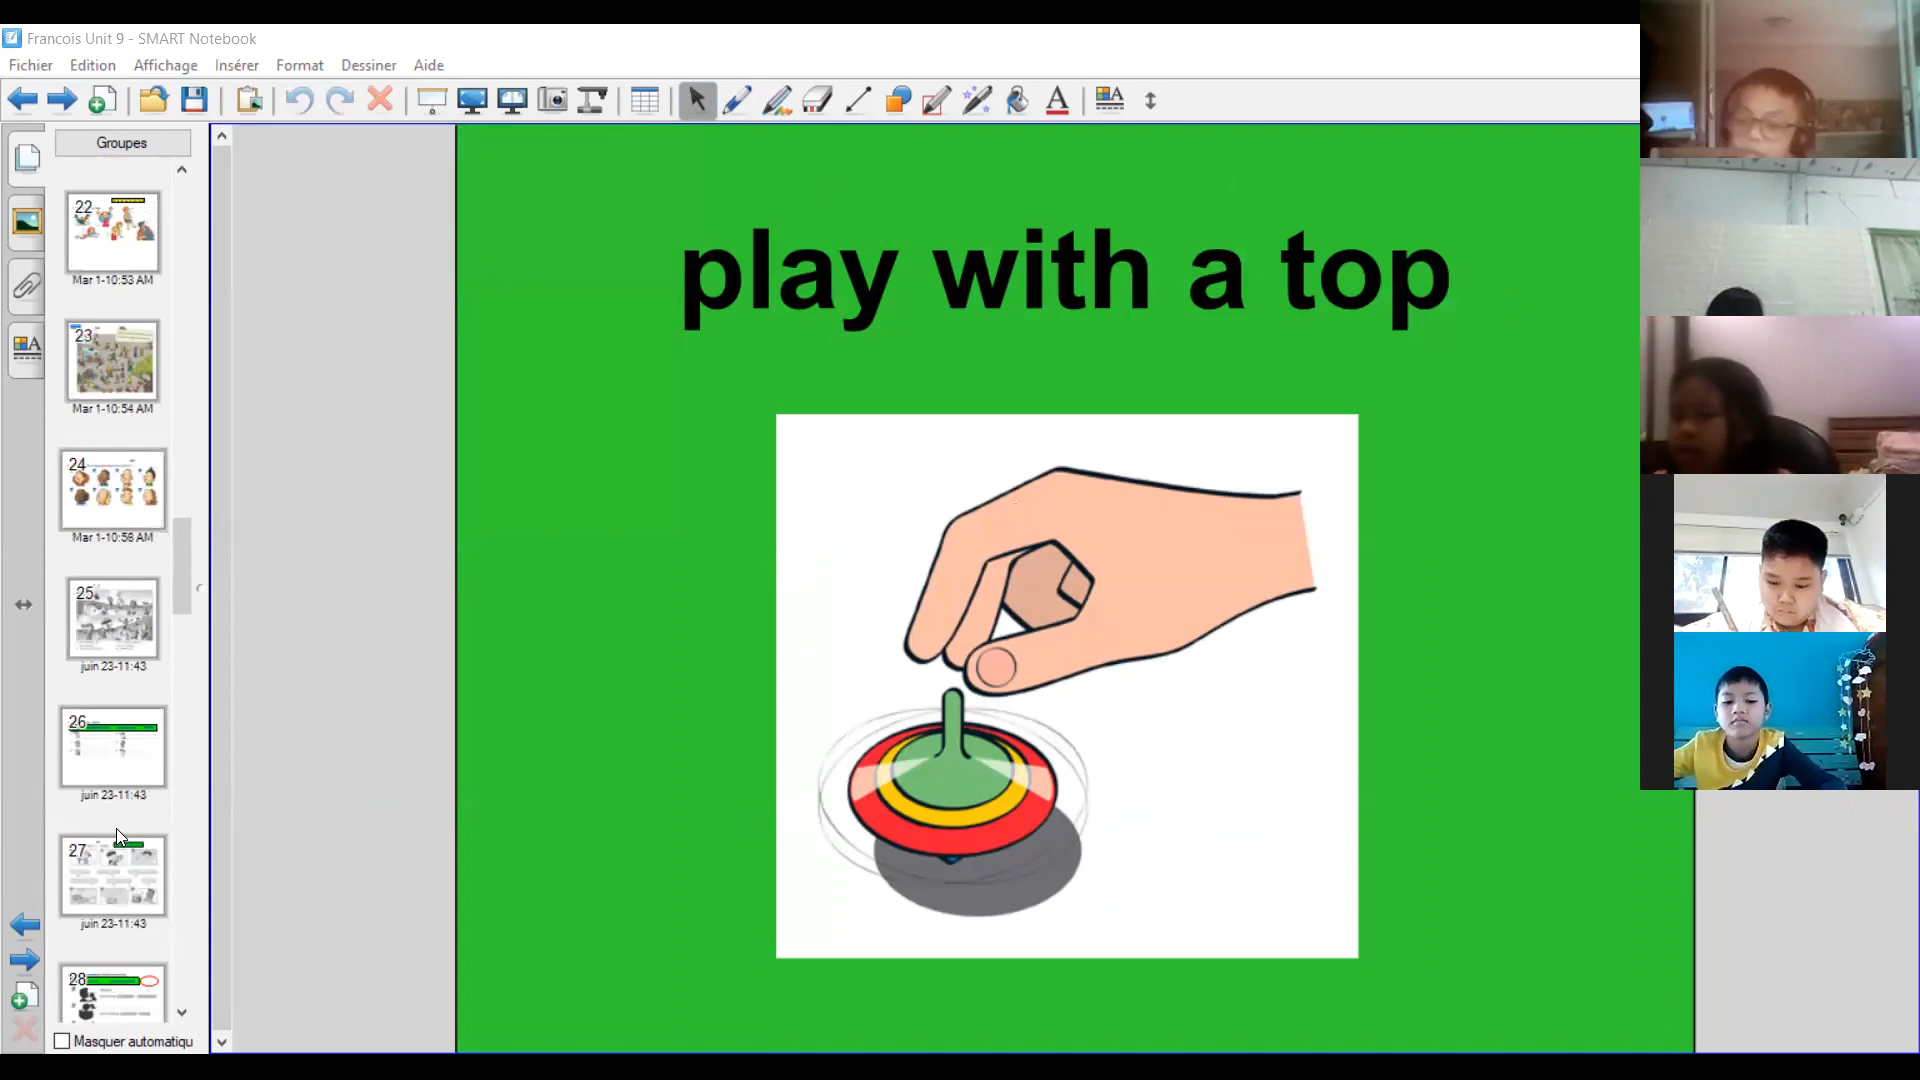 Francois Unit 9 - SMART Notebook
Fichier Edition Affichage Insérer Format Dessiner Aide
Groupes
22
Mar 1-10:53 AM
23
Mar 1-10:54 AM
24
Mar 1-10:56 AM
25
juin 23-11:43
26
juin 23-11:43
27
juin 23-11:43
28
Masquer automatiqu
play with a top